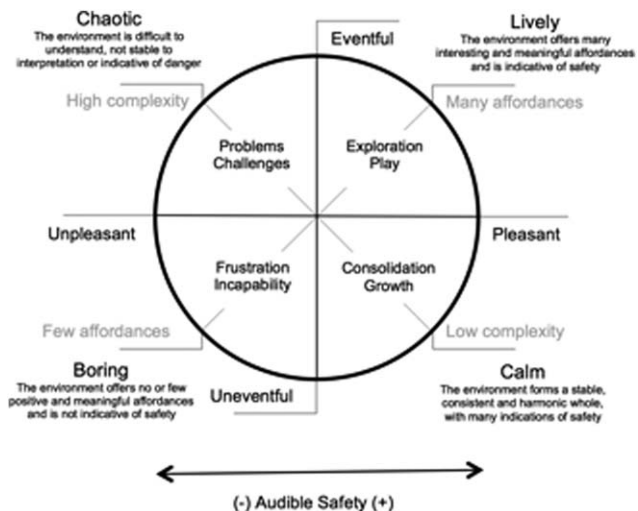 Chaotic
The environment is difficult to
understand, not stable to
interpretation or indicative of danger
Eventful
Lively
The environment offers many
interesting and meaningful affordances
and is indicative of safety
High complexity
Many affordances
Problems
Challenges
Exploration
Play
Unpleasant
Pleasant
Frustration
Incapability
Consolidation
Growth
Few affordances
Low complexity
Boring
The environment offers no or few
positive and meaningful affordances
and is not indicative of safety
Uneventful
Calm
The environment forms a stable,
consistent and harmonic whole,
with many indications of safety
(-) Audible Safety (+)